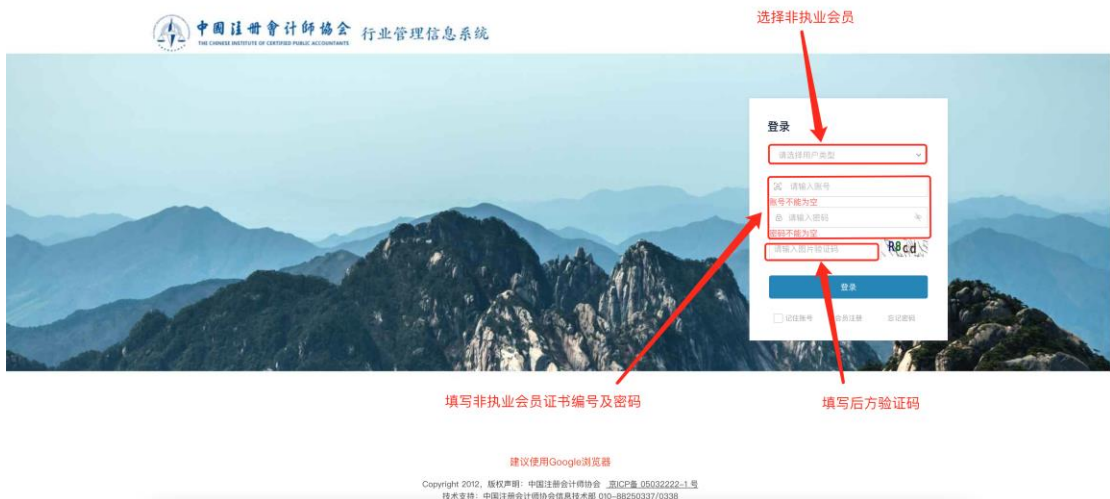 中国注册会计师协会 行业管理信息系统
THE CHINESE INSTITUTE OF CERTIFIED PUBLIC ACCOUNTANTS
选择非执业会员
登录
请选择用户类型
请输入账号
账号不能为空
请输入密码
密码不能为空
请输入图片验证码 R8cd
登录
记住账号 会员注册 忘记密码
填写非执业会员证书编号及密码
填写后方验证码
建议使用Google浏览器
Copyright 2012，版权声明：中国注册会计师协会 京ICP备 05032222-1 号
技术支持：中国注册会计师协会信息技术部 010-88250337/0338